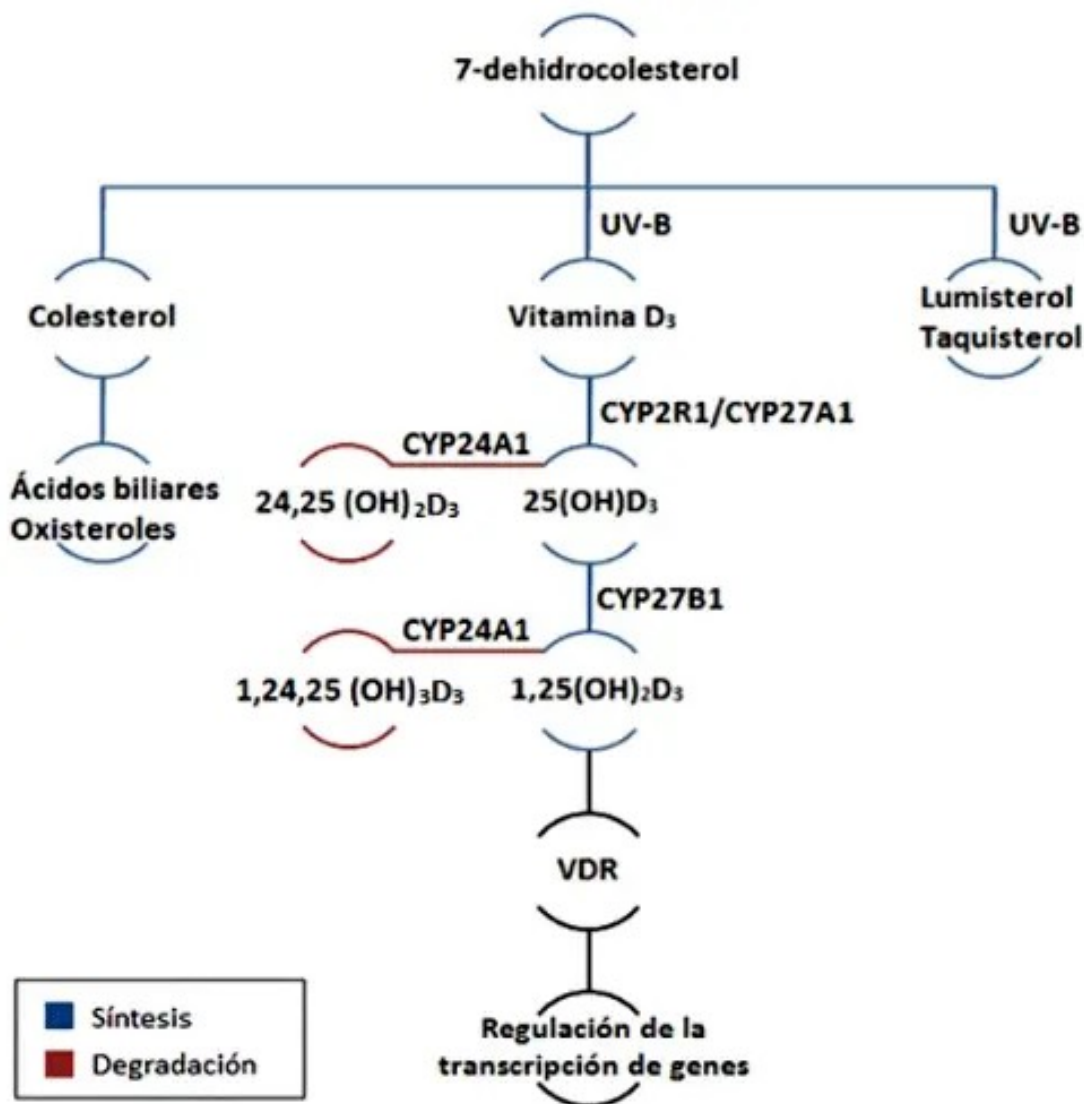 7-dehidrocolesterol
UV-B
UV-B
Colesterol
Vitamina D₃
Lumisterol
Taquisterol
CYP2R1/CYP27A1
CYP24A1
Ácidos biliares
Oxisteroles
24,25 (OH)₂D₃
25(OH)D₃
CYP27B1
CYP24A1
1,24,25 (OH)₃D₃
1,25(OH)₂D₃
VDR
Regulación de la
transcripción de genes
Síntesis
Degradación